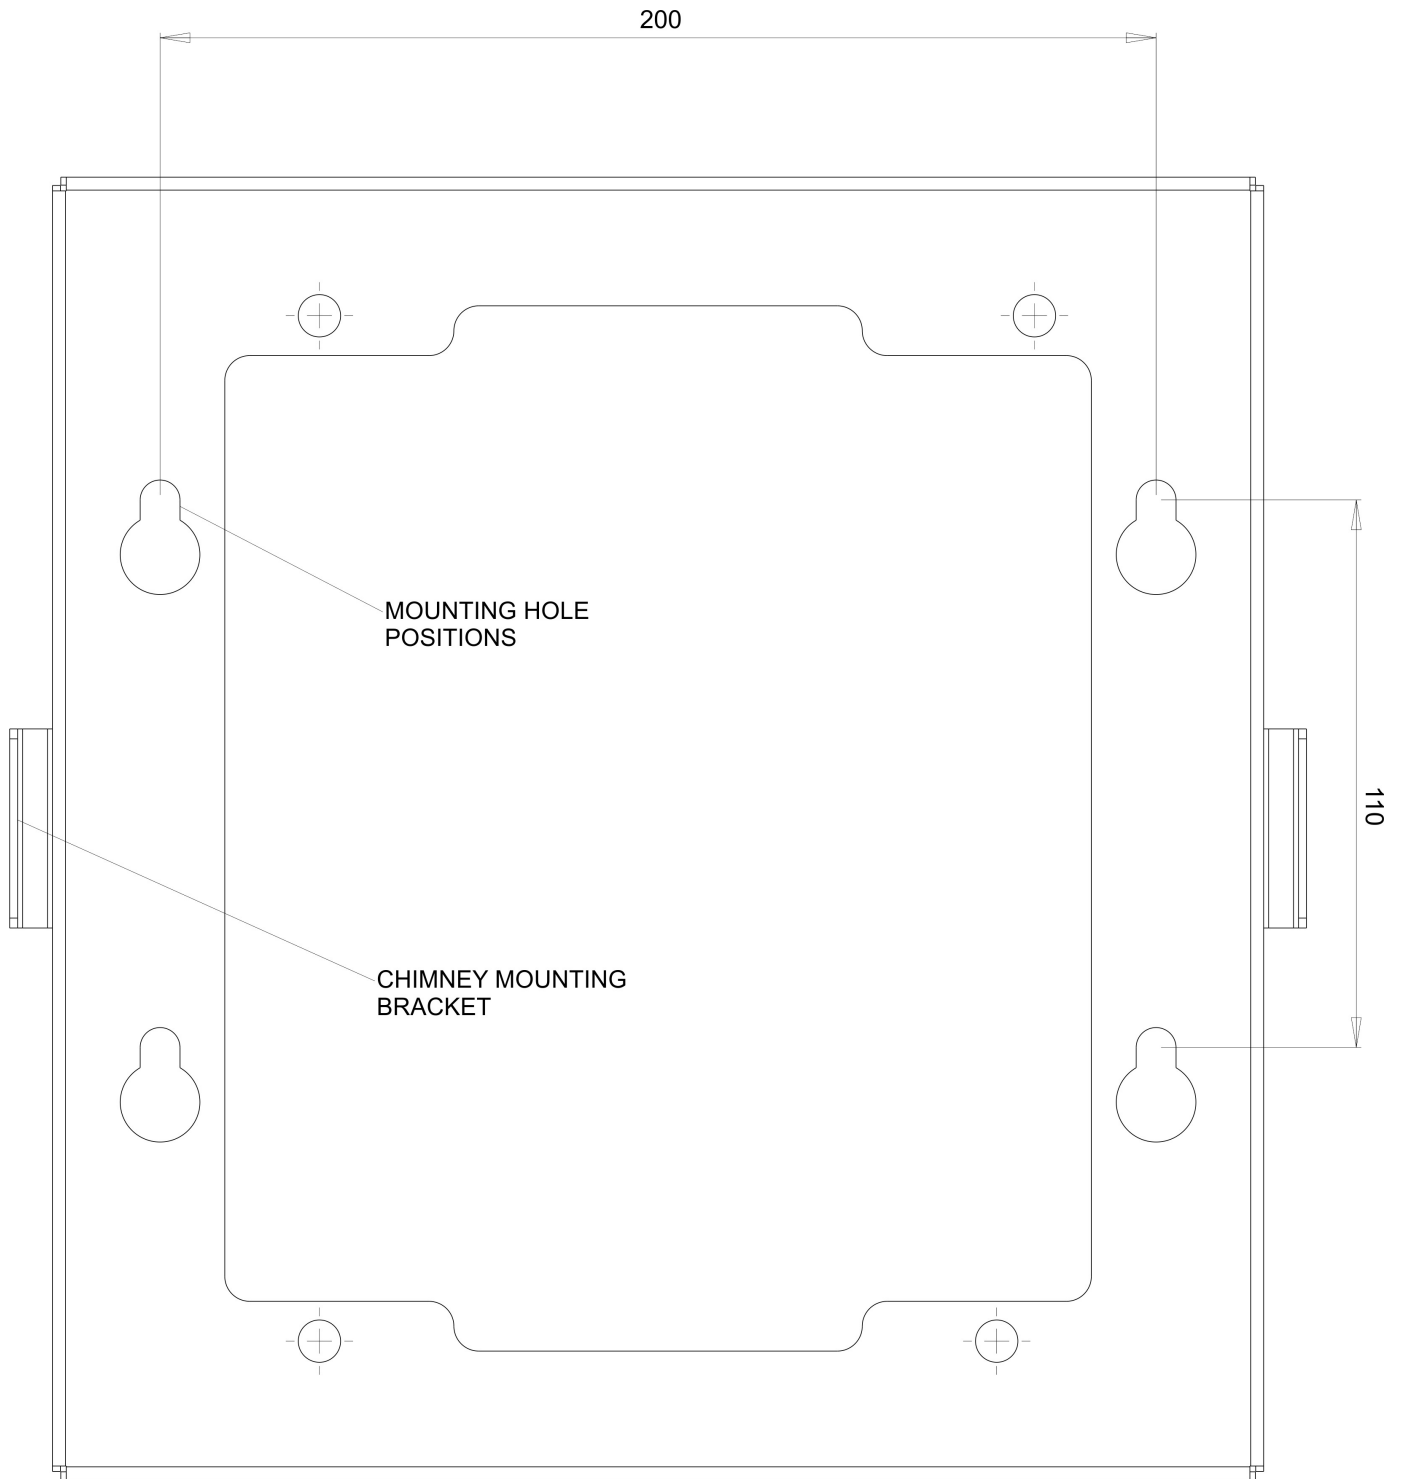 200
MOUNTING HOLE
POSITIONS
110
CHIMNEY MOUNTING
BRACKET